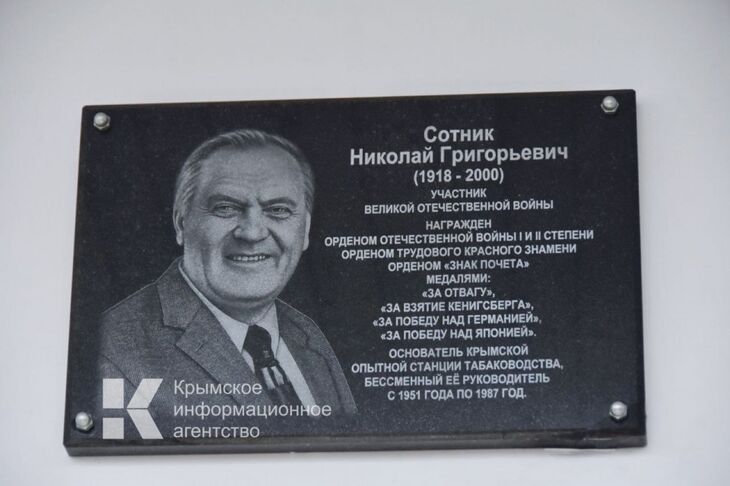 Сотник
Николай Григорьевич
(1918 - 2000)
УЧАСТНИК
ВЕЛИКОЙ ОТЕЧЕСТВЕННОЙ ВОЙНЫ
НАГРАЖДЕН
ОРДЕНОМ ОТЕЧЕСТВЕННОЙ ВОЙНЫ I И II СТЕПЕНИ
ОРДЕНОМ ТРУДОВОГО КРАСНОГО ЗНАМЕНИ
ОРДЕНОМ «ЗНАК ПОЧЕТА»
МЕДАЛЯМИ:
«ЗА ОТВАГУ»,
«ЗА ВЗЯТИЕ КЕНИГСБЕРГА»,
«ЗА ПОБЕДУ НАД ГЕРМАНИЕЙ»,
«ЗА ПОБЕДУ НАД ЯПОНИЕЙ».
ОСНОВАТЕЛЬ КРЫМСКОЙ
ОПЫТНОЙ СТАНЦИИ ТАБАКОВОДСТВА,
БЕССМЕННЫЙ ЕЁ РУКОВОДИТЕЛЬ
С 1951 ГОДА ПО 1987 ГОД.
Крымское
информационное
агентство